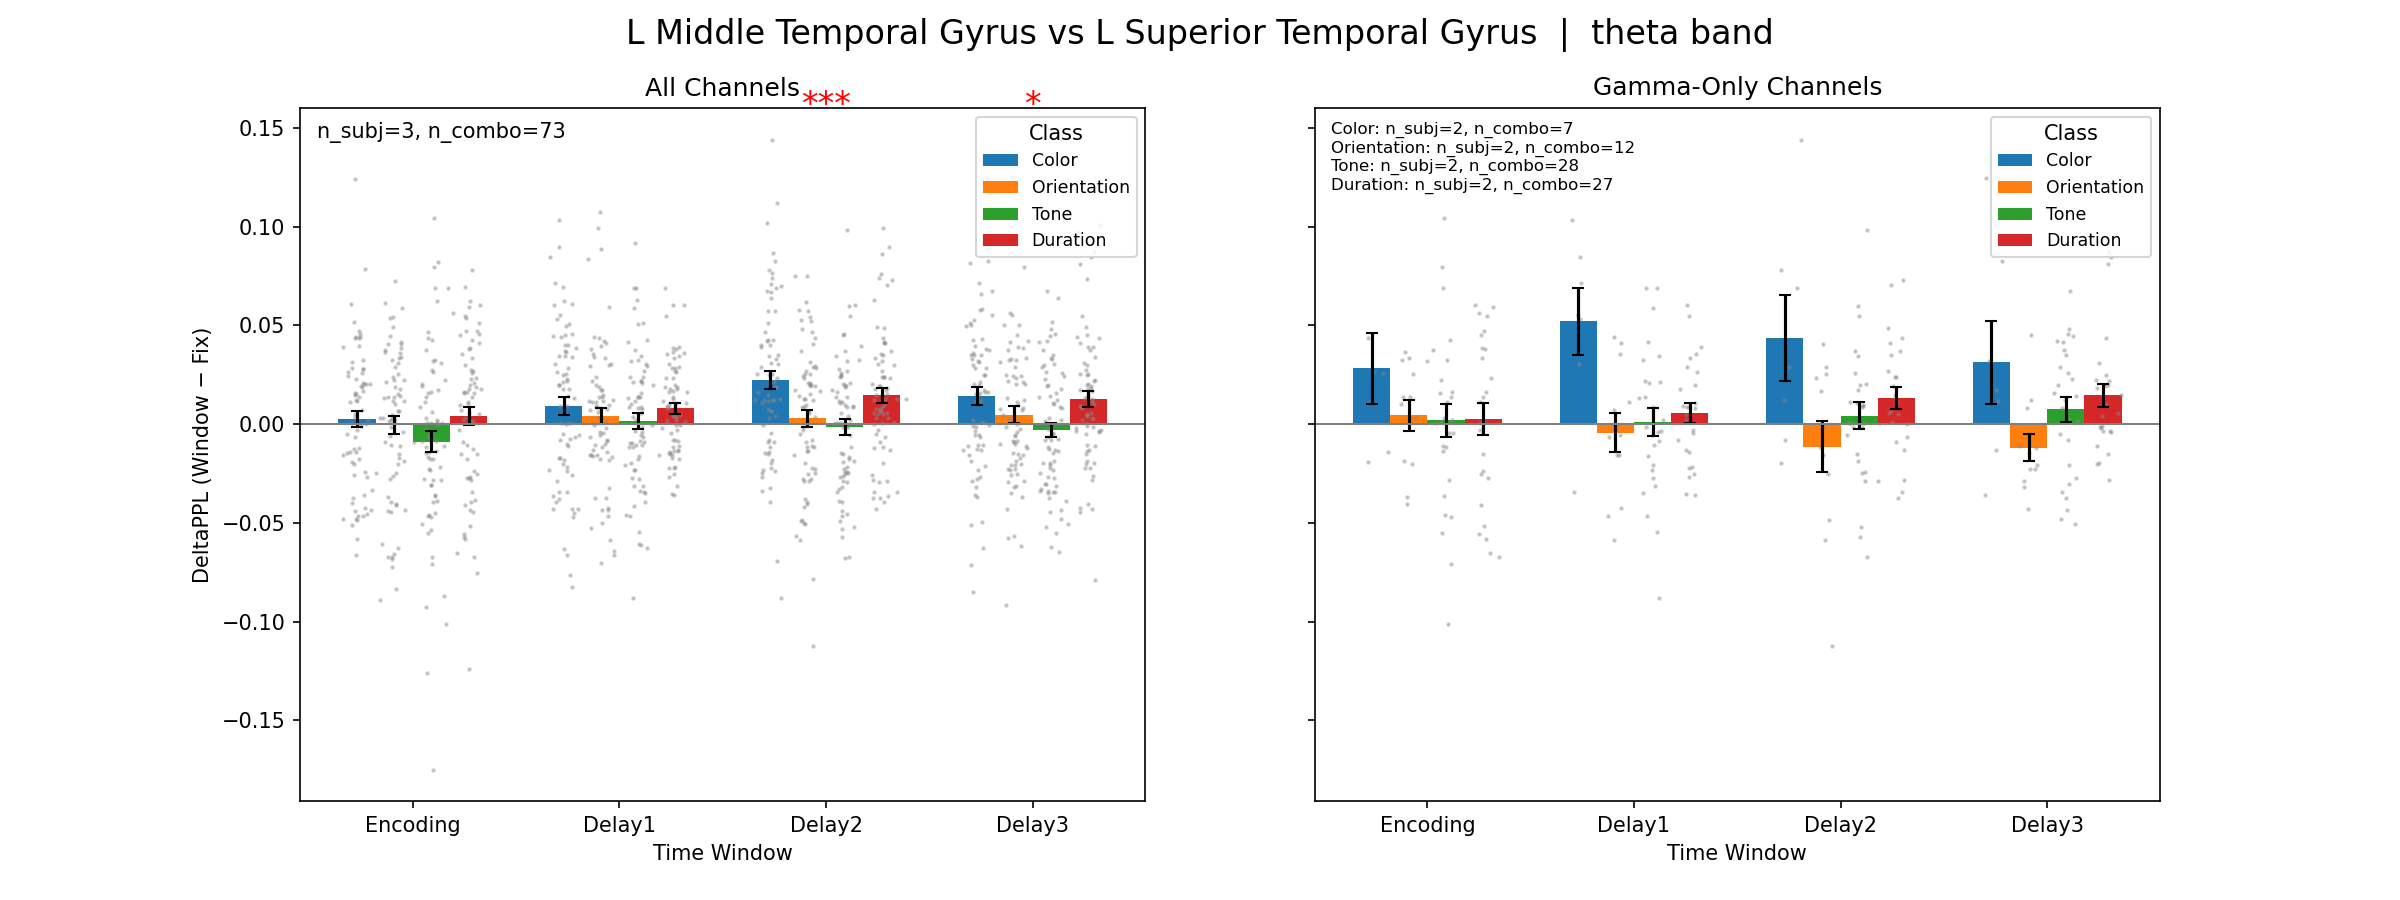 L Middle Temporal Gyrus vs L Superior Temporal Gyrus | theta band
All Channels
***
*
n_subj=3, n_combo=73
Class
Color
Orientation
Tone
Duration
0.15
0.10
0.05
0.00
−0.05
−0.10
−0.15
DeltaPPL (Window − Fix)
Encoding
Delay1
Delay2
Delay3
Time Window
Gamma-Only Channels
Color: n_subj=2, n_combo=7
Orientation: n_subj=2, n_combo=12
Tone: n_subj=2, n_combo=28
Duration: n_subj=2, n_combo=27
Class
Color
Orientation
Tone
Duration
Encoding
Delay1
Delay2
Delay3
Time Window